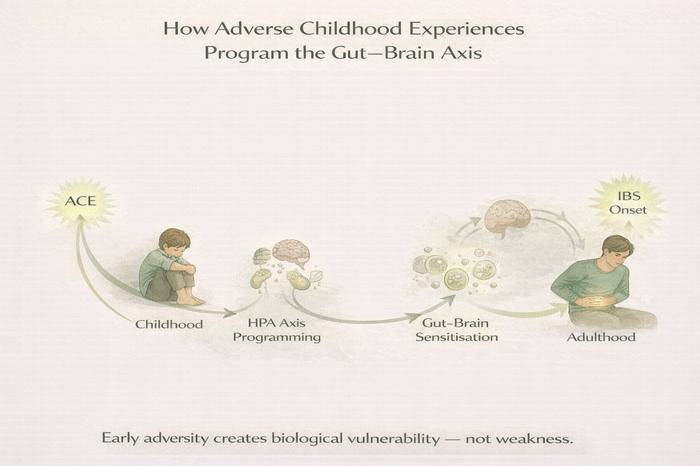 How Adverse Childhood Experiences
Program the Gut–Brain Axis
ACE
IBS
Onset
Childhood
HPA Axis
Programming
Gut-Brain
Sensitisation
Adulthood
Early adversity creates biological vulnerability — not weakness.